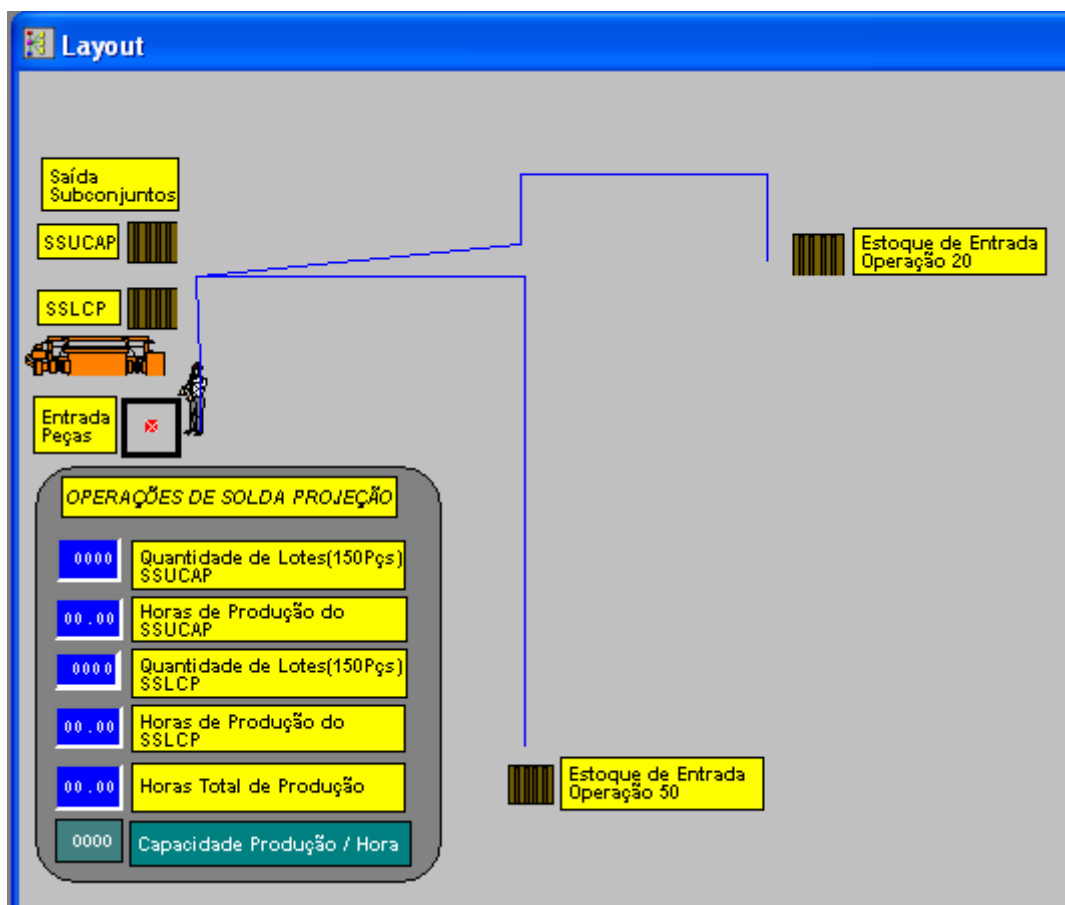 Layout
Saída
Subconjuntos
SSUCAP
Estoque de Entrada
Operação 20
SSLCP
Entrada
Peças
OPERAÇÕES DE SOLDA PROJEÇÃO
0000
Quantidade de Lotes(150Pçs)
SSUCAP
00.00
Horas de Produção do
SSUCAP
0000
Quantidade de Lotes(150Pçs)
SSLCP
00.00
Horas de Produção do
SSLCP
00.00
Horas Total de Produção
Estoque de Entrada
Operação 50
0000
Capacidade Produção / Hora